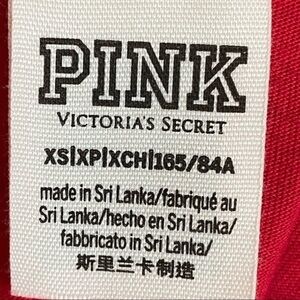 PINK
VICTORIA'S SECRET
XS|XP|XCH|165/84A
made in Sri Lanka/fabriqué au
Sri Lanka/hecho en Sri Lanka/
fabbricato in Sri Lanka/
斯里兰卡制造